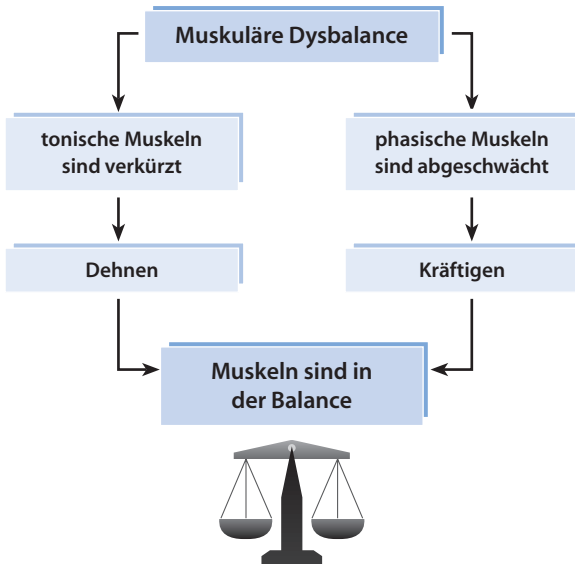 Muskuläre Dysbalance
tonische Muskeln
sind verkürzt
phasische Muskeln
sind abgeschwächt
Dehnen
Kräftigen
Muskeln sind in
der Balance